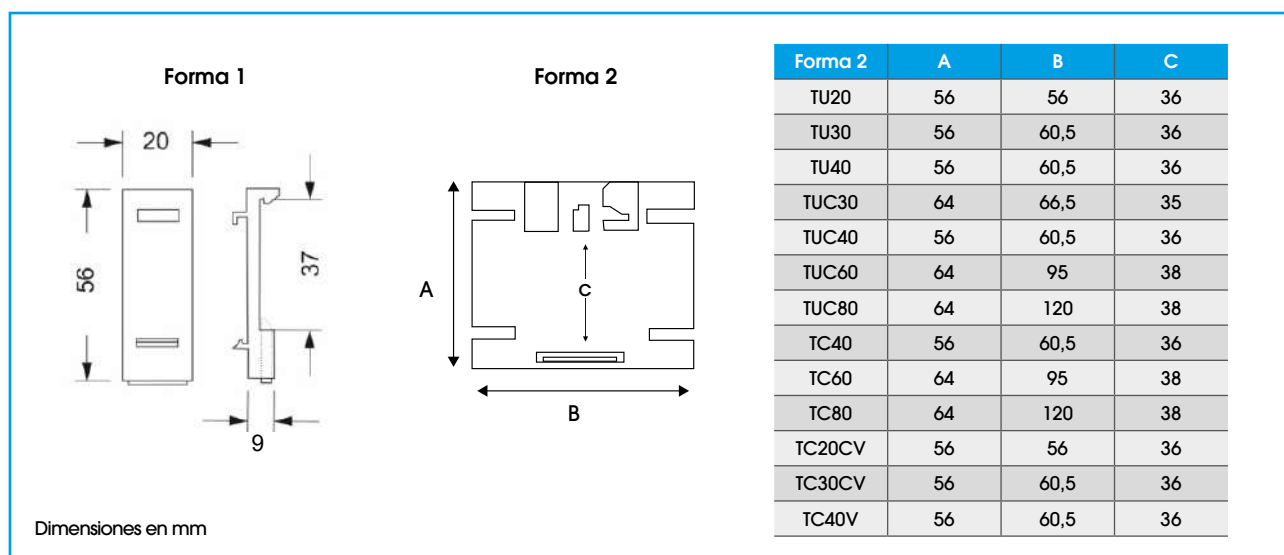 Forma 1
20
56
37
9
Forma 2
A
C
B
Forma 2 A B C
TU20 56 56 36
TU30 56 60,5 36
TU40 56 60,5 36
TUC30 64 66,5 35
TUC40 56 60,5 36
TUC60 64 95 38
TUC80 64 120 38
TC40 56 60,5 36
TC60 64 95 38
TC80 64 120 38
TC20CV 56 56 36
TC30CV 56 60,5 36
TC40V 56 60,5 36
Dimensiones en mm